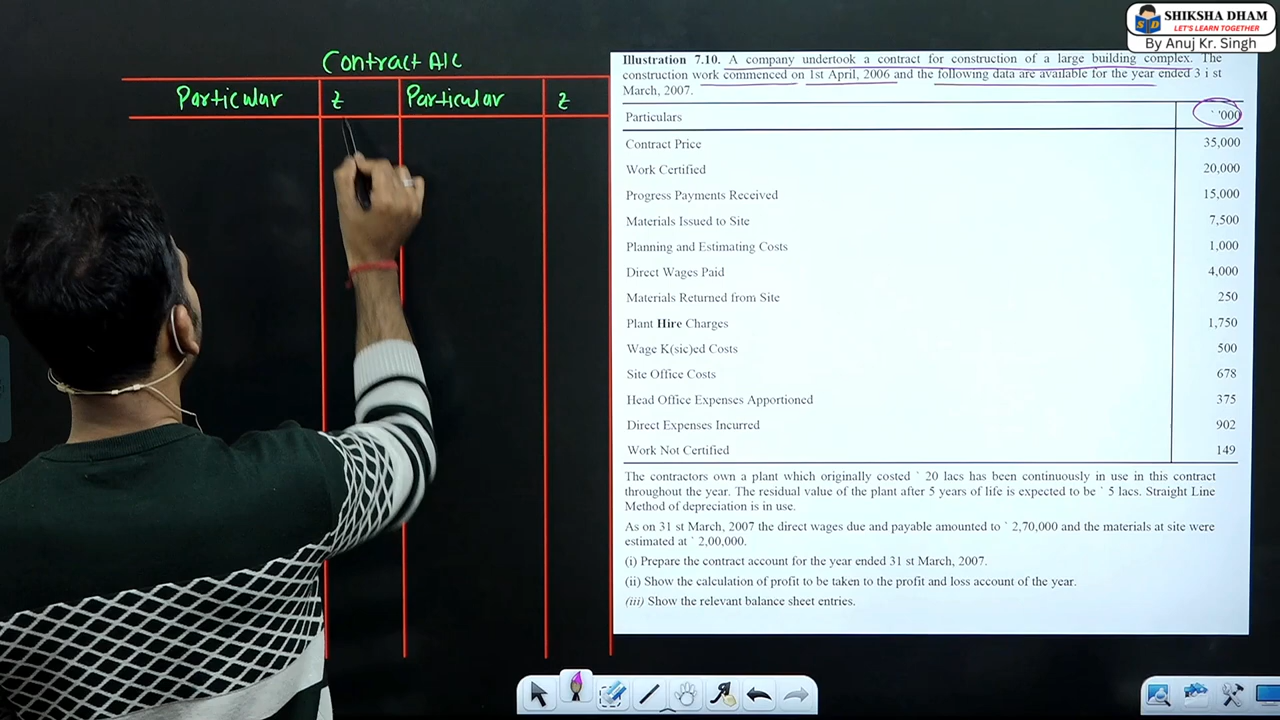 SHIKSHA DHAM
LET'S LEARN TOGETHER
SD
By Anuj Kr. Singh
Contract A/C
Particular ₹ Particular ₹
Illustration 7.10. A company undertook a contract for construction of a large building complex. The
construction work commenced on 1st April, 2006 and the following data are available for the year ended 3 i st
March, 2007.
Particulars ` '000
Contract Price 35,000
Work Certified 20,000
Progress Payments Received 15,000
Materials Issued to Site 7,500
Planning and Estimating Costs 1,000
Direct Wages Paid 4,000
Materials Returned from Site 250
Plant Hire Charges 1,750
Wage K(sic)ed Costs 500
Site Office Costs 678
Head Office Expenses Apportioned 375
Direct Expenses Incurred 902
Work Not Certified 149
The contractors own a plant which originally costed ` 20 lacs has been continuously in use in this contract
throughout the year. The residual value of the plant after 5 years of life is expected to be ` 5 lacs. Straight Line
Method of depreciation is in use.
As on 31 st March, 2007 the direct wages due and payable amounted to ` 2,70,000 and the materials at site were
estimated at ` 2,00,000.
(i) Prepare the contract account for the year ended 31 st March, 2007.
(ii) Show the calculation of profit to be taken to the profit and loss account of the year.
(iii) Show the relevant balance sheet entries.